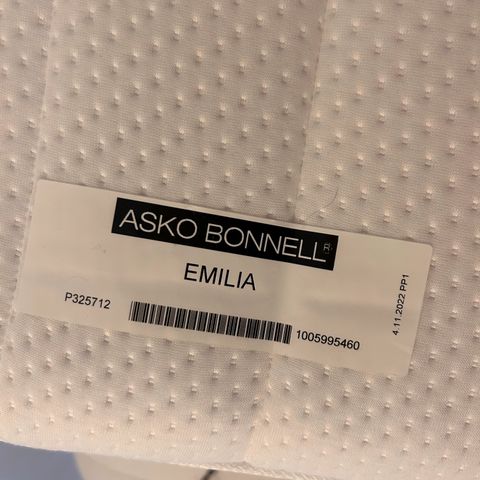 ASKO BONNELL®
EMILIA
P325712
1005995460
4.11.2022 PP1